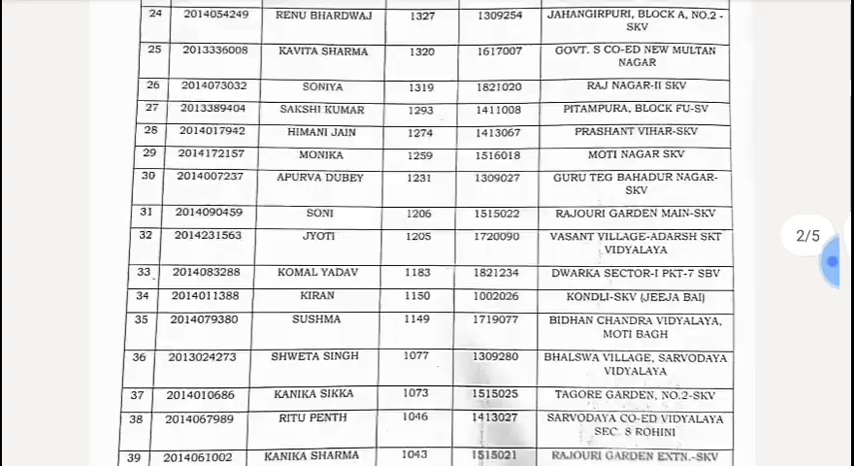 24 2014054249 RENU BHARDWAJ 1327 1309254 JAHANGIRPURI, BLOCK A, NO.2 -
SKV
25 2013336008 KAVITA SHARMA 1320 1617007 GOVT. S CO-ED NEW MULTAN
NAGAR
26 2014073032 SONIYA 1319 1821020 RAJ NAGAR-II SKV
27 2013389404 SAKSHI KUMAR 1293 1411008 PITAMPURA, BLOCK FU-SV
28 2014017942 HIMANI JAIN 1274 1413067 PRASHANT VIHAR-SKV
29 2014172157 MONIKA 1259 1516018 MOTI NAGAR SKV
30 2014007237 APURVA DUBEY 1231 1309027 GURU TEG BAHADUR NAGAR-
SKV
31 2014090459 SONI 1206 1515022 RAJOURI GARDEN MAIN-SKV
32 2014231563 JYOTI 1205 1720090 VASANT VILLAGE-ADARSH SKT
VIDYALAYA
2/5
33 2014083288 KOMAL YADAV 1183 1821234 DWARKA SECTOR-I PKT-7 SBV
34 2014011388 KIRAN 1150 1002026 KONDLI-SKV (JEEJA BAI)
35 2014079380 SUSHMA 1149 1719077 BIDHAN CHANDRA VIDYALAYA,
MOTI BAGH
36 2013024273 SHWETA SINGH 1077 1309280 BHALSWA VILLAGE, SARVODAYA
VIDYALAYA
37 2014010686 KANIKA SIKKA 1073 1515025 TAGORE GARDEN, NO.2-SKV
38 2014067989 RITU PENTH 1046 1413027 SARVODAYA CO-ED VIDYALAYA
SEC. 8 ROHINI
39 2014061002 KANIKA SHARMA 1043 1515021 RAJOURI GARDEN EXTN.-SKV